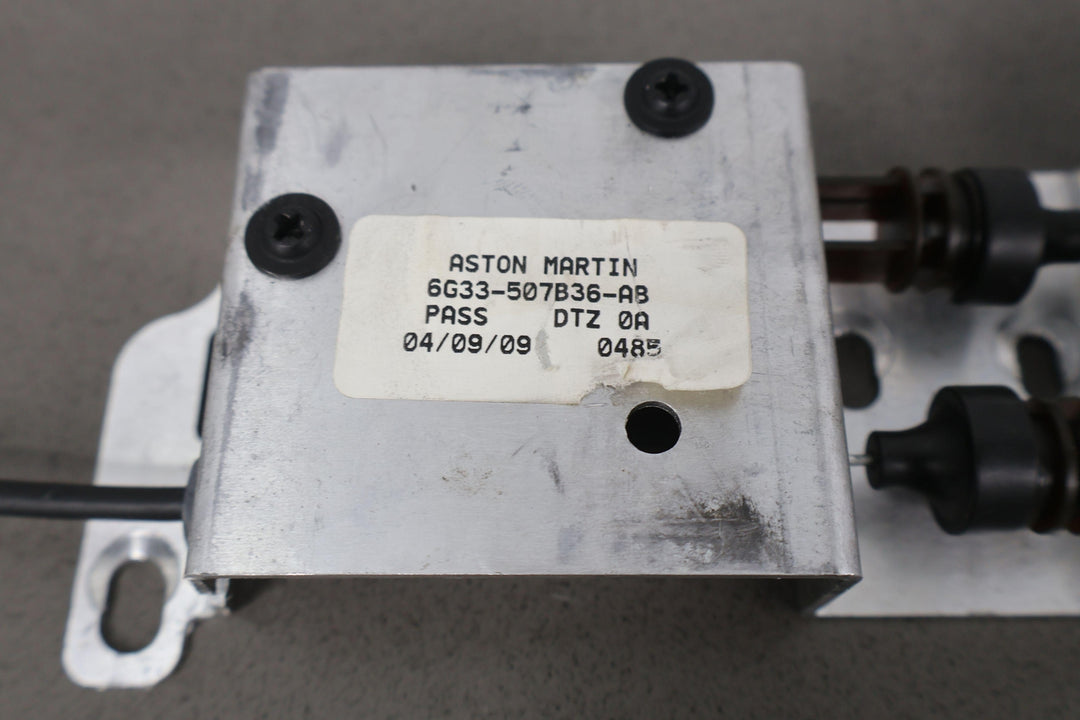 ASTON MARTIN
6G33-507B36-AB
PASS DTZ 0A
04/09/09 0485